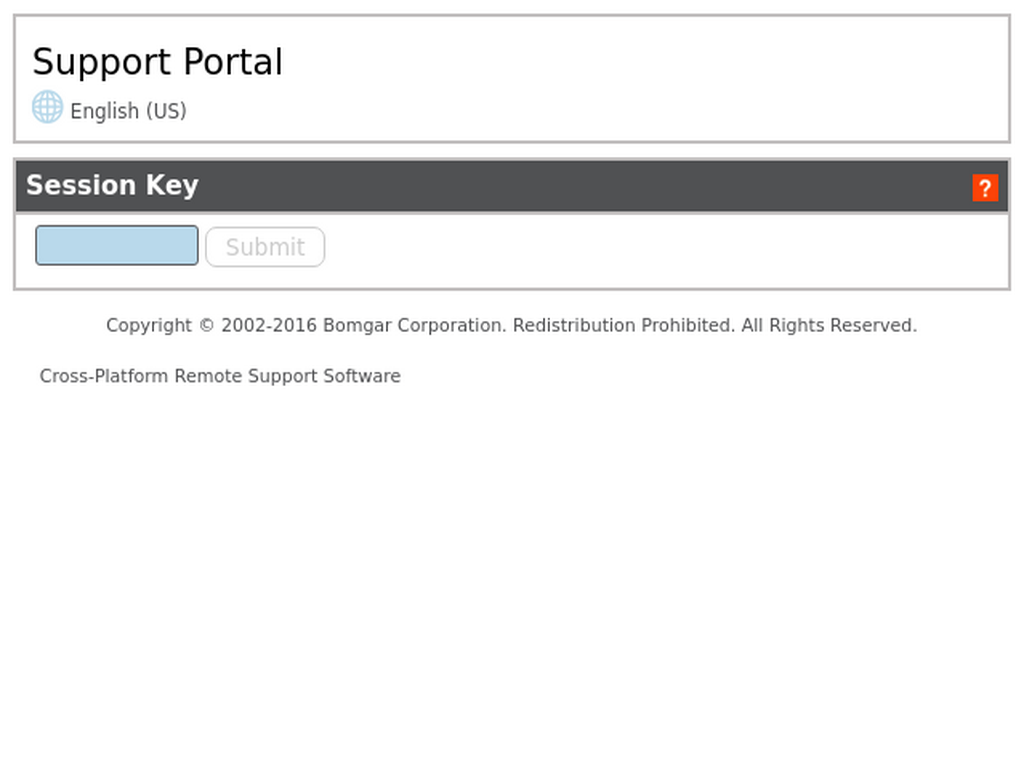 Support Portal
English (US)
Session Key
?
Submit
Copyright © 2002-2016 Bomgar Corporation. Redistribution Prohibited. All Rights Reserved.
Cross-Platform Remote Support Software